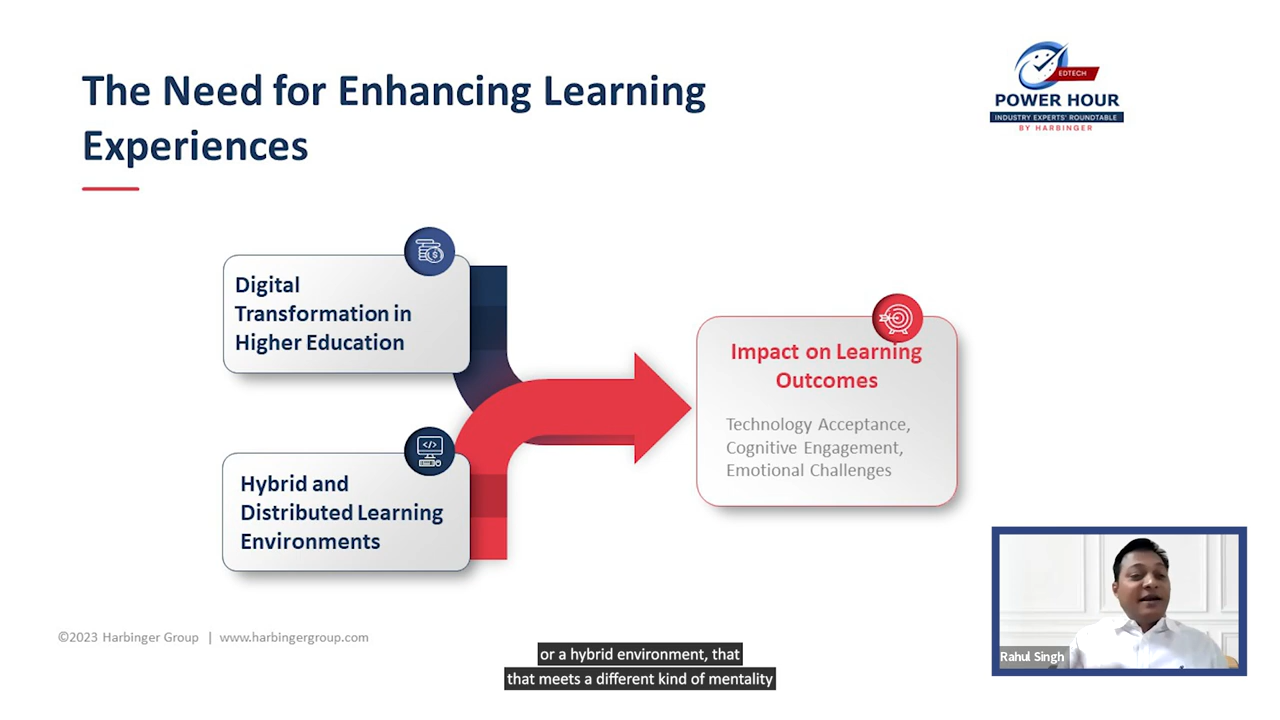 The Need for Enhancing Learning
Experiences
EDTECH
POWER HOUR
INDUSTRY EXPERTS' ROUNDTABLE
BY HARBINGER
Digital
Transformation in
Higher Education
Hybrid and
Distributed Learning
Environments
Impact on Learning
Outcomes
Technology Acceptance,
Cognitive Engagement,
Emotional Challenges
Rahul Singh
©2023 Harbinger Group | www.harbingergroup.com
or a hybrid environment, that
that meets a different kind of mentality